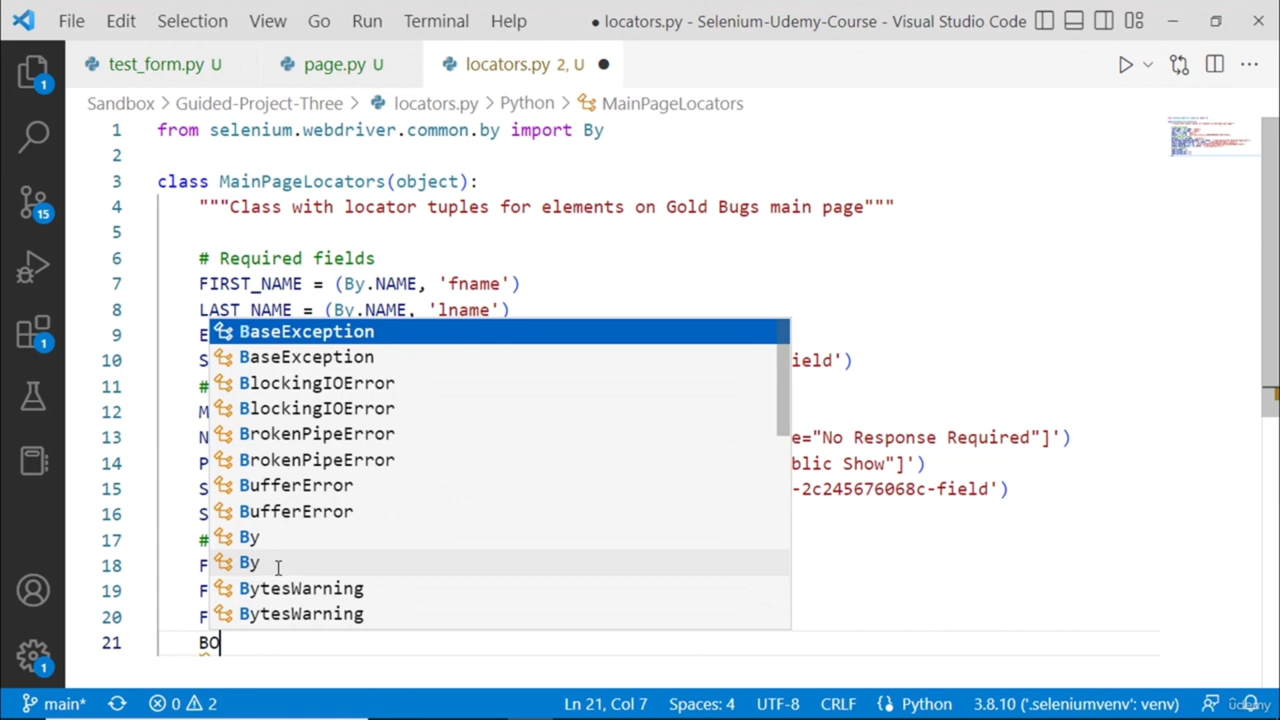 File Edit Selection View Go Run Terminal Help ● locators.py - Selenium-Udemy-Course - Visual Studio Code
test_form.py U page.py U locators.py 2, U ●
Sandbox > Guided-Project-Three > locators.py > Python > MainPageLocators
1 from selenium.webdriver.common.by import By
2
3 class MainPageLocators(object):
4 """Class with locator tuples for elements on Gold Bugs main page"""
5
6 # Required fields
7 FIRST_NAME = (By.NAME, 'fname')
8 LAST_NAME = (By.NAME, 'lname')
BaseException
9 E
BaseException
10 S ield')
BlockingIOError
11 #
BlockingIOError
12 M
BrokenPipeError
13 N e="No Response Required"]')
BrokenPipeError
14 P blic Show"]')
BufferError
15 S -2c245676068c-field')
BufferError
16 S
By
17 #
By
18 F
BytesWarning
19 F
BytesWarning
20 F
21 BO
1
15
1
1
main* 0 2 Ln 21, Col 7 Spaces: 4 UTF-8 CRLF Python 3.8.10 ('.seleniumvenv': venv) udemy